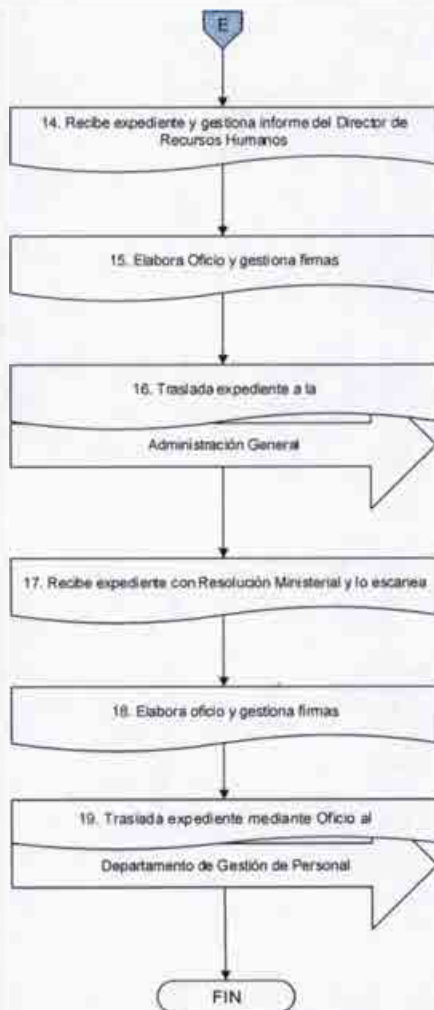 E
14. Recibe expediente y gestiona informe del Director de
Recursos Humanos
15. Elabora Oficio y gestiona firmas
16. Traslada expediente a la
Administración General
17. Recibe expediente con Resolución Ministerial y lo escanea
18. Elabora oficio y gestiona firmas
19. Traslada expediente mediante Oficio al
Departamento de Gestión de Personal
FIN